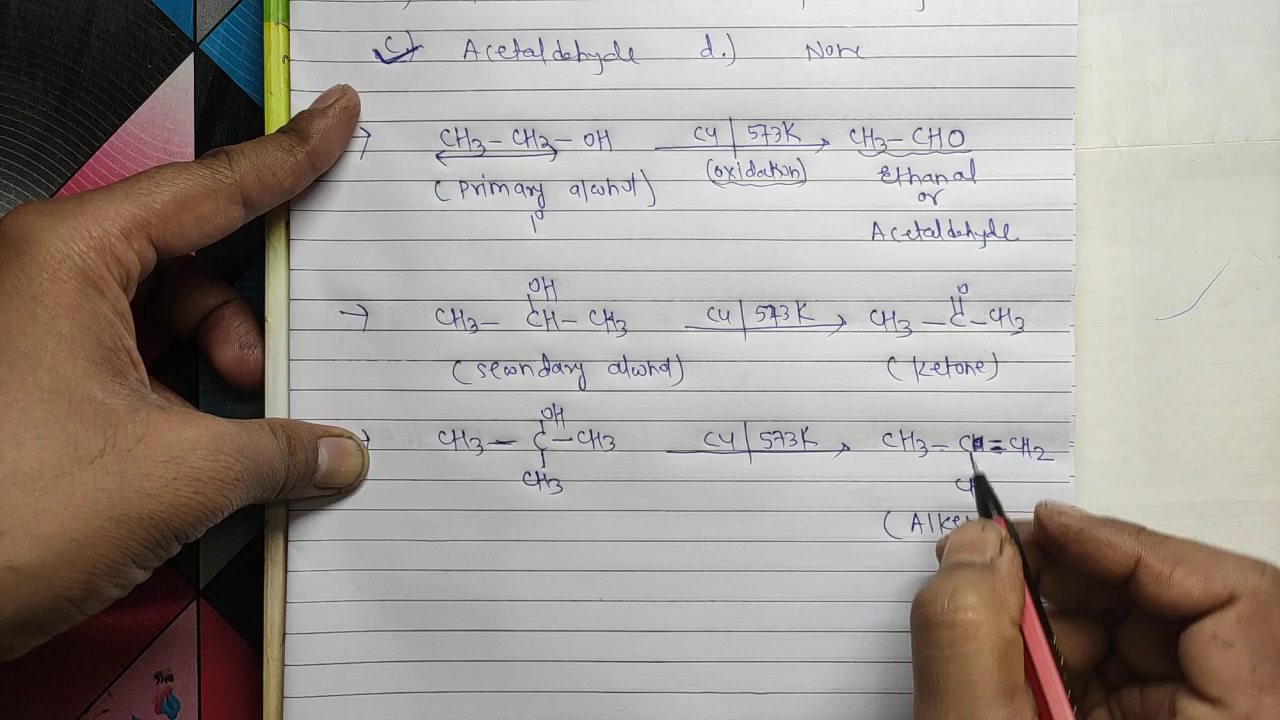 c) Acetaldehyde d.) None
→ CH3 – CH2 – OH Cu | 573K CH3 – CHO
(Primary alcohol) (oxidation) Ethanal
1° or
Acetaldehyde
OH O
→ CH3 – CH – CH3 Cu | 573K CH3 – C – CH3
(secondary alcohol) (Ketone)
OH
CH3 – C – CH3 Cu | 573K CH3 – C = CH2
CH3
(Alke